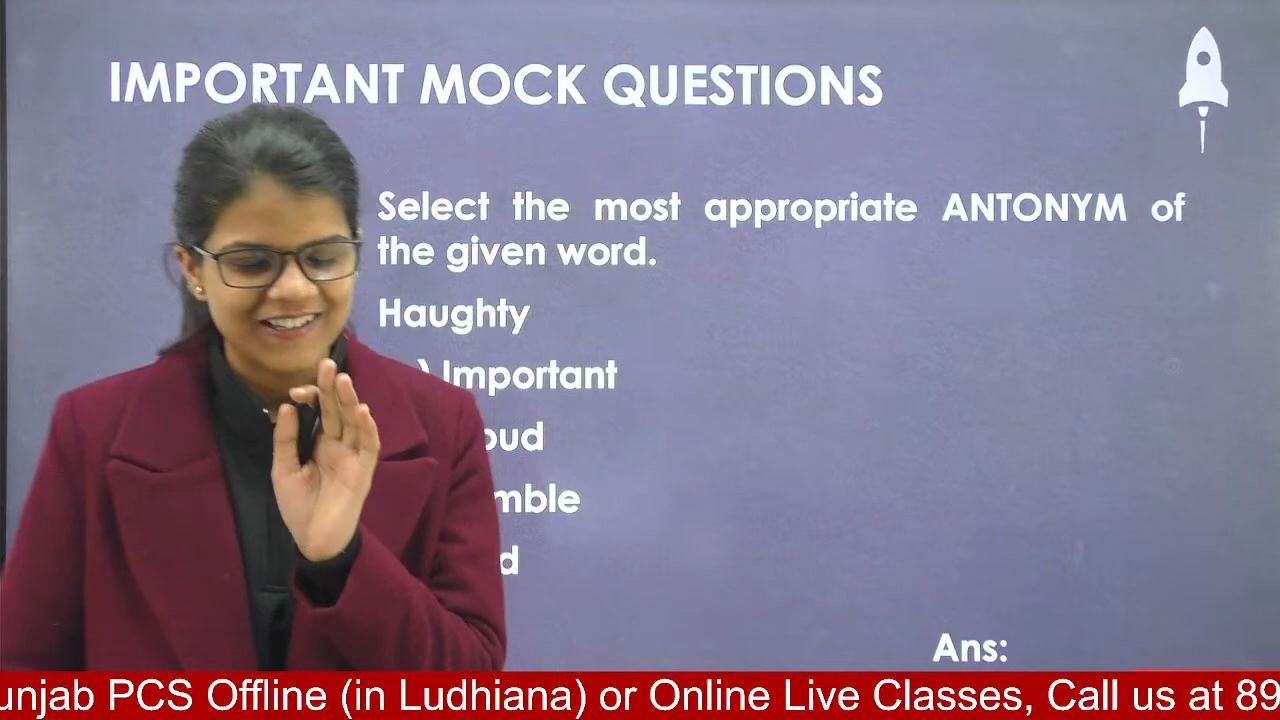 IMPORTANT MOCK QUESTIONS
Select the most appropriate ANTONYM of
the given word.
Haughty
) Important
oud
mble
d
Ans:
unjab PCS Offline (in Ludhiana) or Online Live Classes, Call us at 89